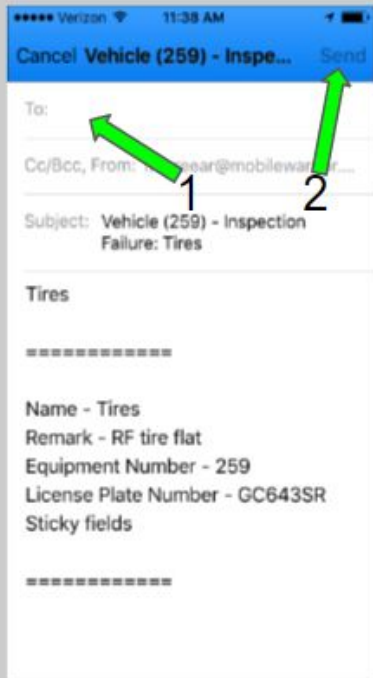 Verizon 11:38 AM
Cancel Vehicle (259) - Inspe... Send
To:
Cc/Bcc, From:
1
2
Subject: Vehicle (259) - Inspection
Failure: Tires
Tires
============
Name - Tires
Remark - RF tire flat
Equipment Number - 259
License Plate Number - GC643SR
Sticky fields
============